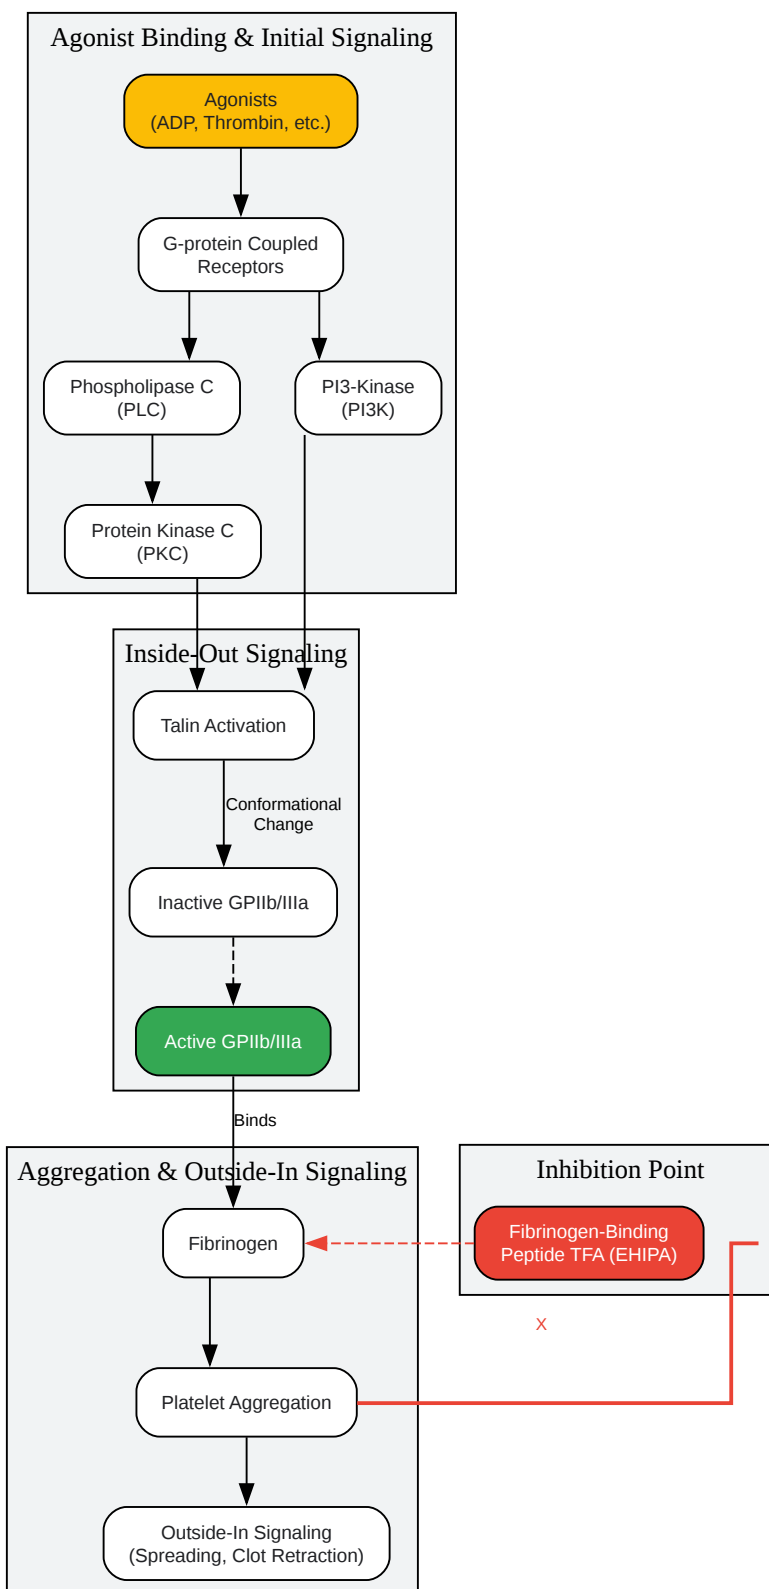 Agonist Binding & Initial Signaling
Agonists
(ADP, Thrombin, etc.)
G-protein Coupled
Receptors
Phospholipase C
(PLC)
PI3-Kinase
(PI3K)
Protein Kinase C
(PKC)
Inside-Out Signaling
Talin Activation
Conformational
Change
Inactive GPIIb/IIIa
Active GPIIb/IIIa
Binds
Aggregation & Outside-In Signaling
Inhibition Point
Fibrinogen
Fibrinogen-Binding
Peptide TFA (EHIPA)
X
Platelet Aggregation
Outside-In Signaling
(Spreading, Clot Retraction)